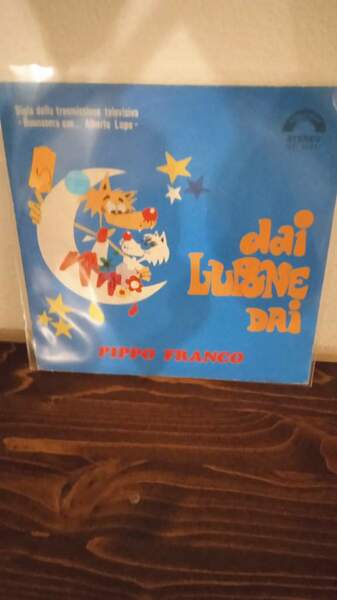 Sigla della trasmissione televisiva
- Buonasera con... Alberto Lupo -
STEREO
dai
LUPONE
DAI
PIPPO FRANCO